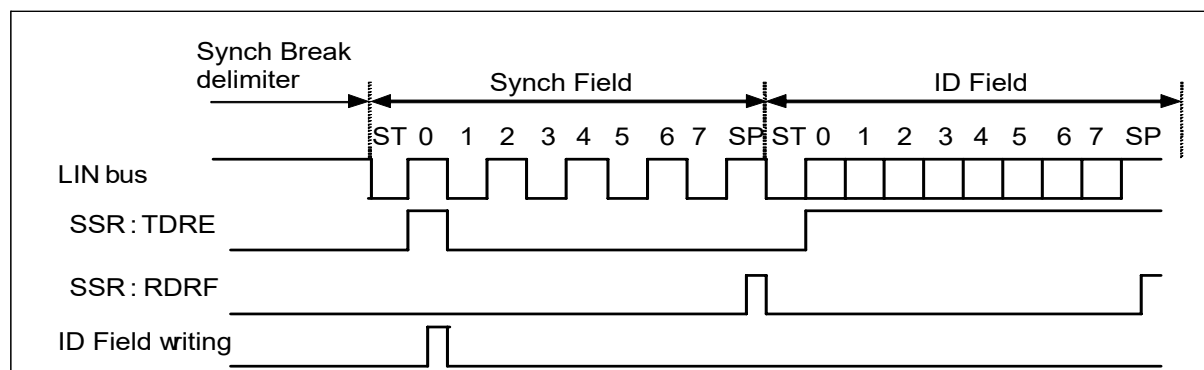 Synch Break
delimiter
Synch Field
ID Field
ST 0 1 2 3 4 5 6 7 SP ST 0 1 2 3 4 5 6 7 SP
LIN bus
SSR : TDRE
SSR : RDRF
ID Field writing